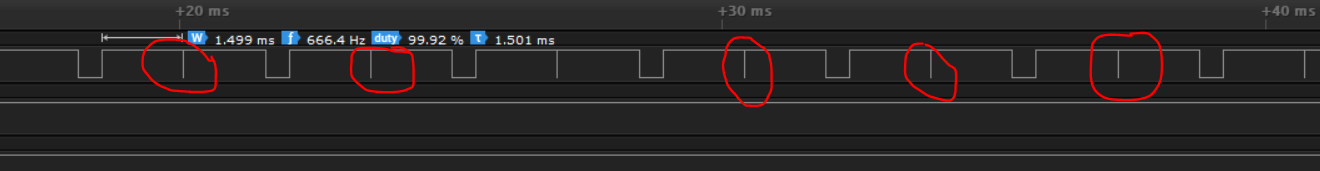 +20 ms +30 ms +40 ms
W 1.499 ms f 666.4 Hz duty 99.92 % T 1.501 ms